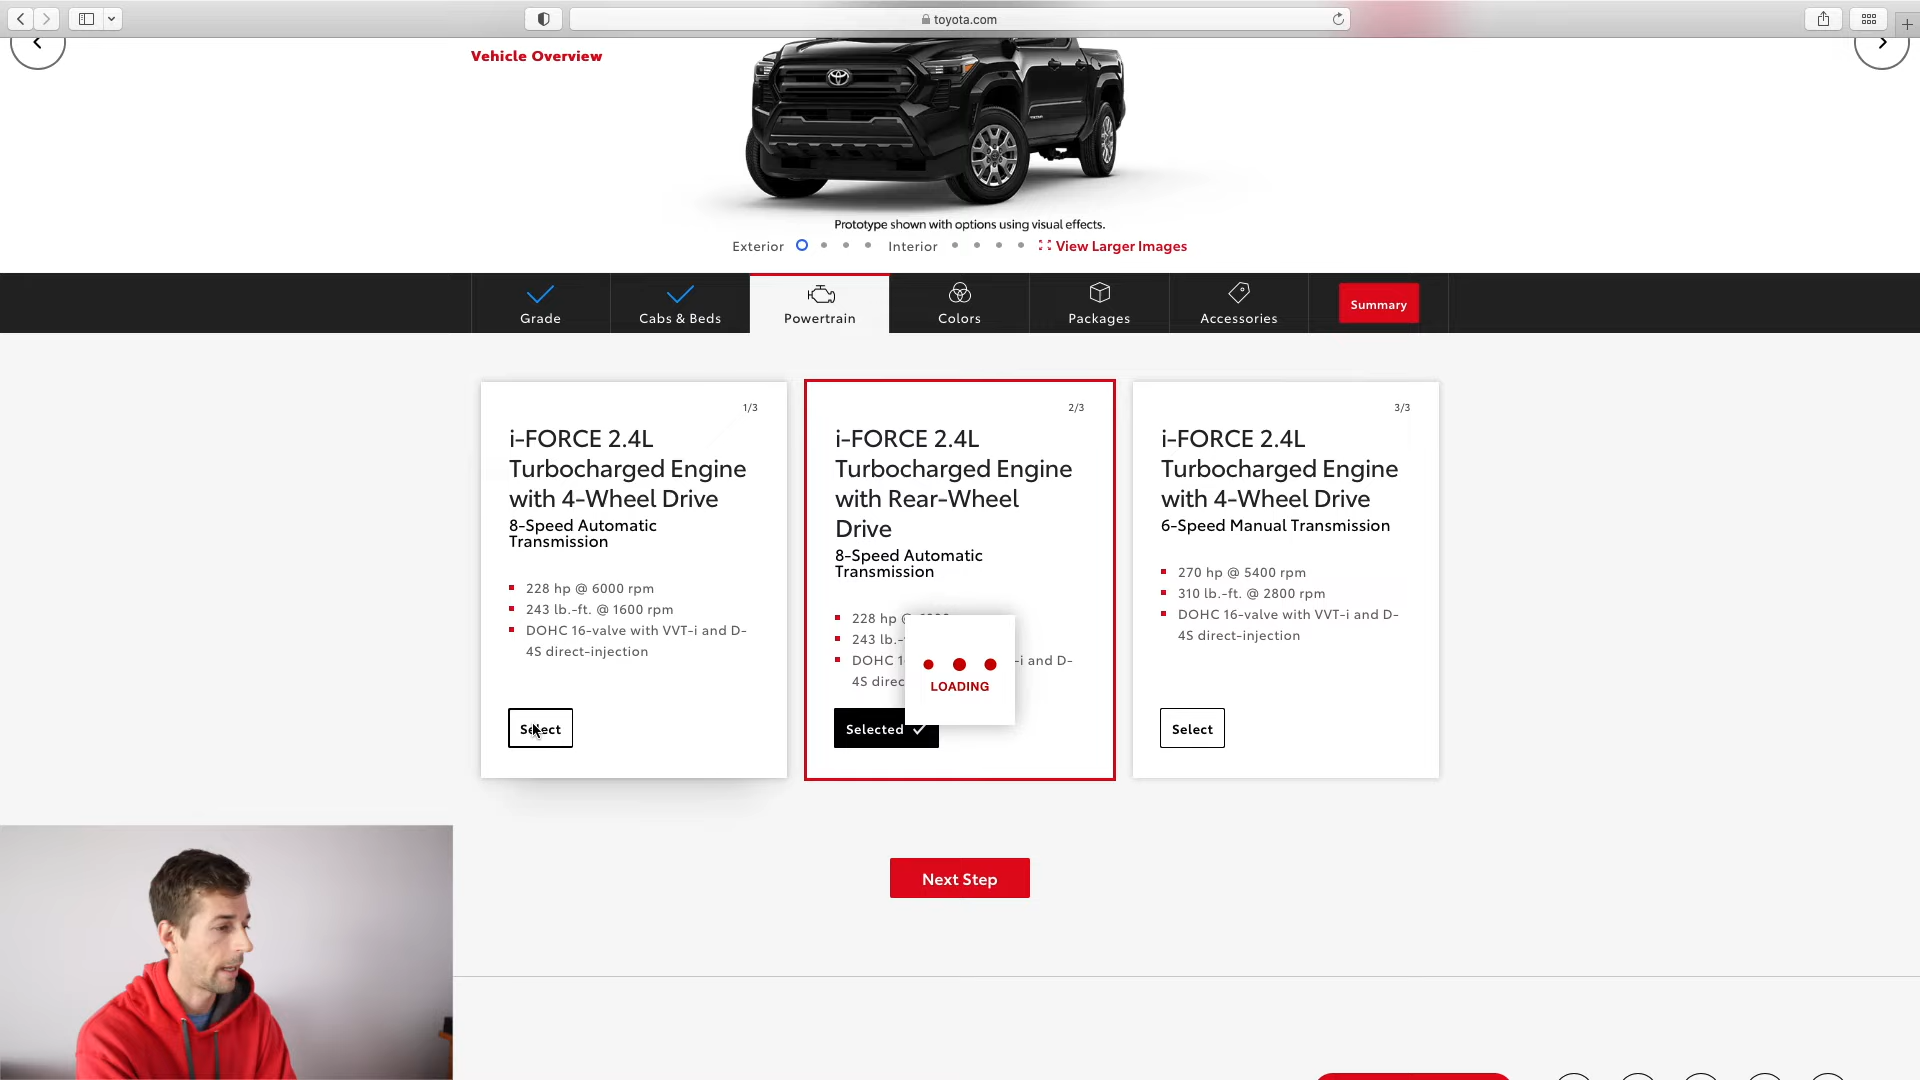 toyota.com
Vehicle Overview
Prototype shown with options using visual effects.
Exterior
Interior
View Larger Images
Grade
Cabs & Beds
Powertrain
Colors
Packages
Accessories
Summary
1/3
i-FORCE 2.4L
Turbocharged Engine
with 4-Wheel Drive
8-Speed Automatic
Transmission
228 hp @ 6000 rpm
243 lb.-ft. @ 1600 rpm
DOHC 16-valve with VVT-i and D-
4S direct-injection
Select
2/3
i-FORCE 2.4L
Turbocharged Engine
with Rear-Wheel
Drive
8-Speed Automatic
Transmission
228 hp
243 lb.-
DOHC 1 -i and D-
4S direc
LOADING
Selected
3/3
i-FORCE 2.4L
Turbocharged Engine
with 4-Wheel Drive
6-Speed Manual Transmission
270 hp @ 5400 rpm
310 lb.-ft. @ 2800 rpm
DOHC 16-valve with VVT-i and D-
4S direct-injection
Select
Next Step